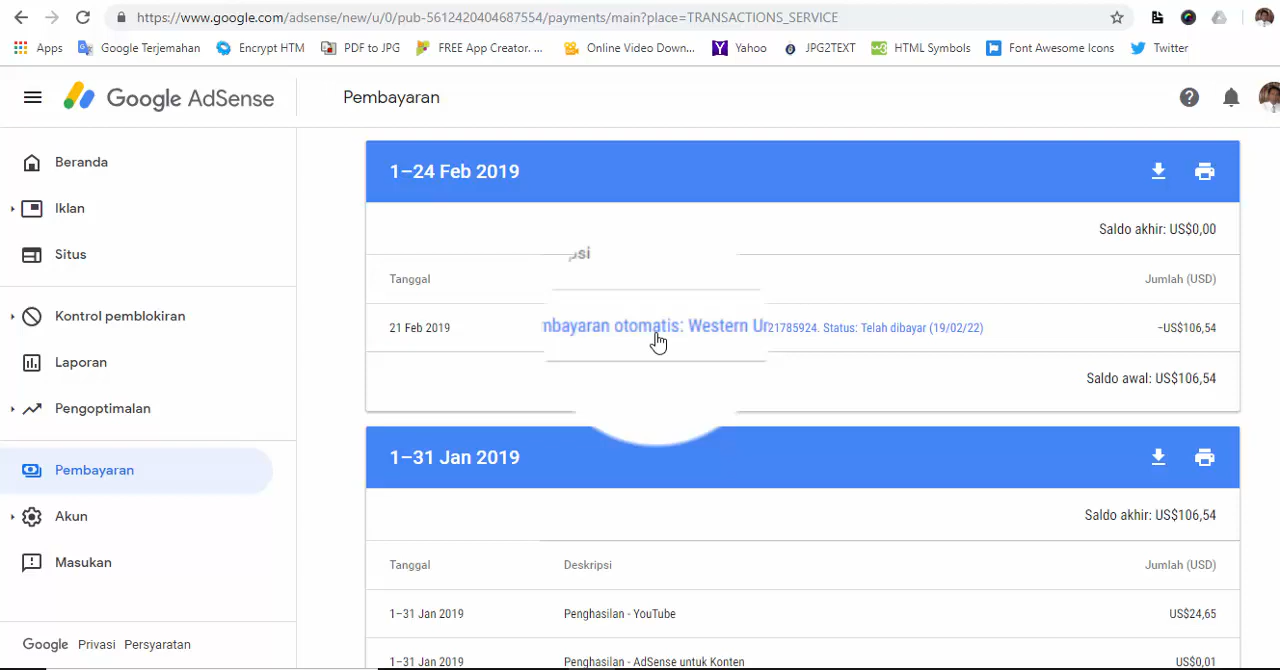 https://www.google.com/adsense/new/u/0/pub-5612420404687554/payments/main?place=TRANSACTIONS_SERVICE
Apps Google Terjemahan Encrypt HTM PDF to JPG FREE App Creator. ... Online Video Down... Yahoo JPG2TEXT HTML Symbols Font Awesome Icons Twitter
Google AdSense
Pembayaran
Beranda
Iklan
Situs
Kontrol pemblokiran
Laporan
Pengoptimalan
Pembayaran
Akun
Masukan
Google Privasi Persyaratan
1–24 Feb 2019
Saldo akhir: US$0,00
Tanggal Jumlah (USD)
21 Feb 2019 mbayaran otomatis: Western Un 21785924. Status: Telah dibayar (19/02/22) −US$106,54
Saldo awal: US$106,54
1–31 Jan 2019
Saldo akhir: US$106,54
Tanggal Deskripsi Jumlah (USD)
1–31 Jan 2019 Penghasilan - YouTube US$24,65
1–31 Jan 2019 Penghasilan - AdSense untuk Konten US$0,01